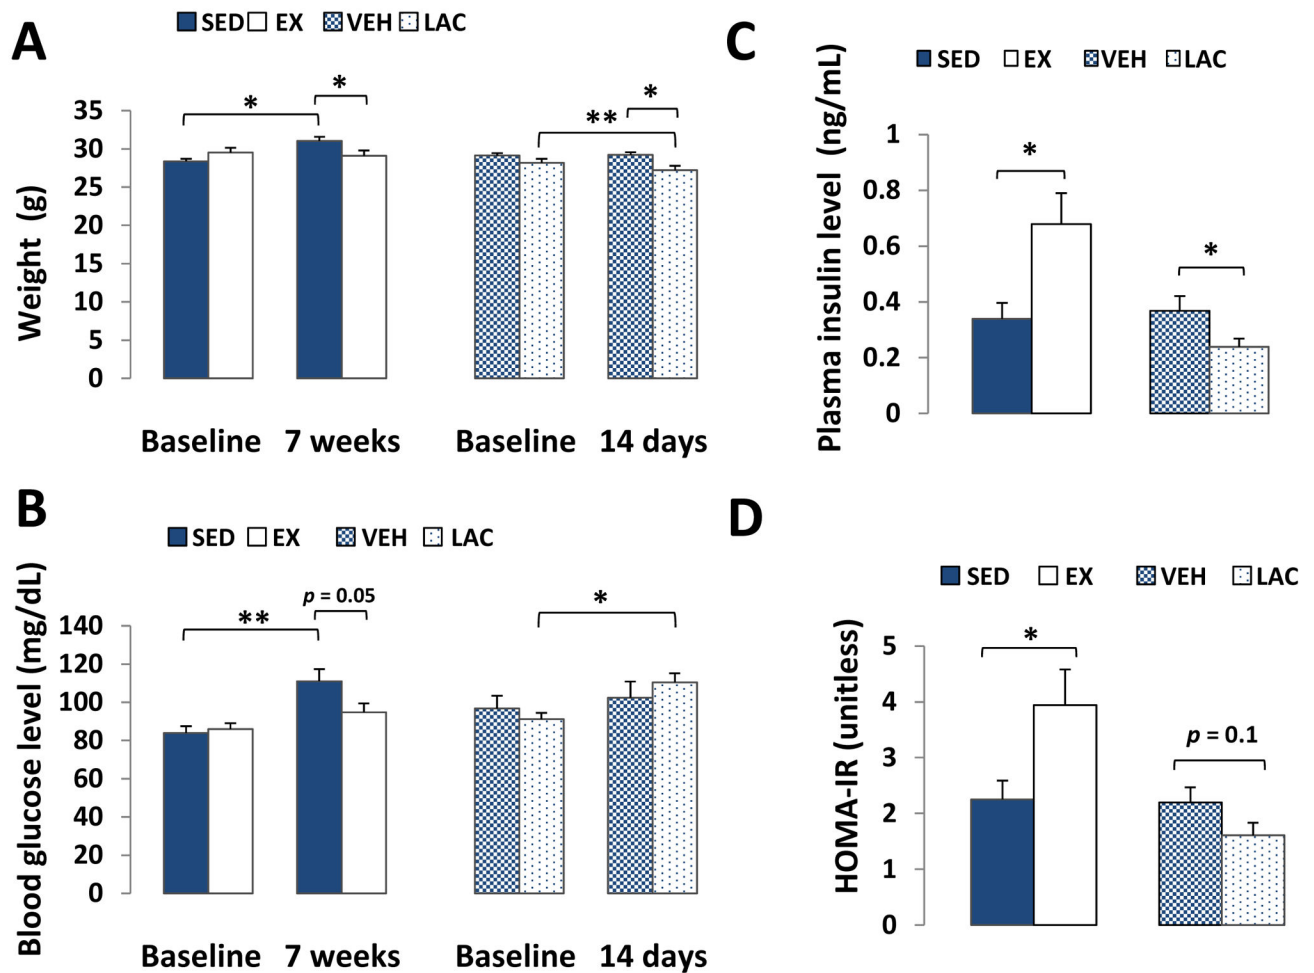 A
SED EX VEH LAC
Weight (g)
35
30
25
20
15
10
5
0
*
*
**
*
Baseline 7 weeks Baseline 14 days
B
SED EX VEH LAC
Blood glucose level (mg/dL)
140
120
100
80
60
40
20
0
**
p = 0.05
*
Baseline 7 weeks Baseline 14 days
C
SED EX VEH LAC
Plasma insulin level (ng/mL)
1
0.8
0.6
0.4
0.2
0
*
*
D
SED EX VEH LAC
HOMA-IR (unitless)
5
4
3
2
1
0
*
p = 0.1